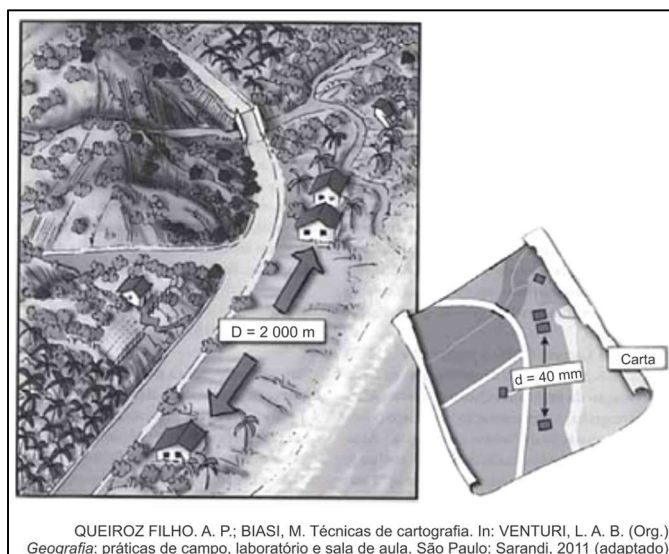 D = 2 000 m
Carta
d = 40 mm
QUEIROZ FILHO. A. P.; BIASI, M. Técnicas de cartografia. In: VENTURI, L. A. B. (Org.)
Geografia: práticas de campo, laboratório e sala de aula. São Paulo: Sarandi, 2011 (adaptado)